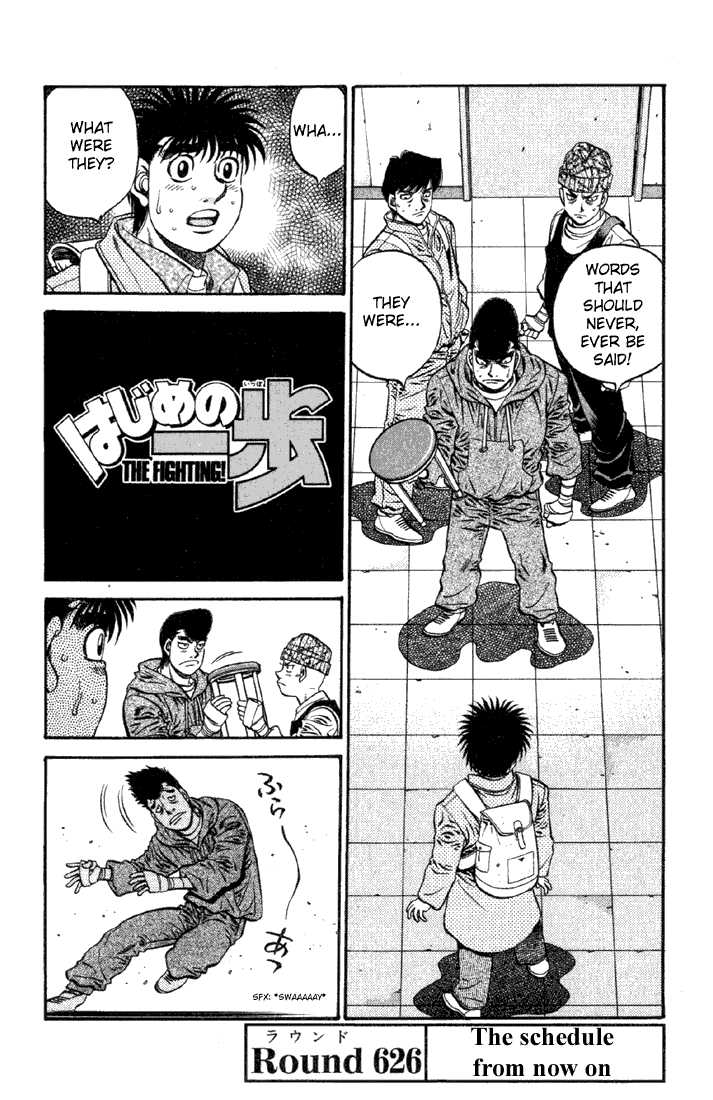 WORDS
THAT
SHOULD
NEVER,
EVER BE
SAID!
THEY
WERE...
WHA...
WHAT
WERE
THEY?
いっぽ
はじめの一歩
THE FIGHTING!
ふらー
あっ
SFX: *SWAAAAAY*
ラウンド
Round 626
The schedule
from now on